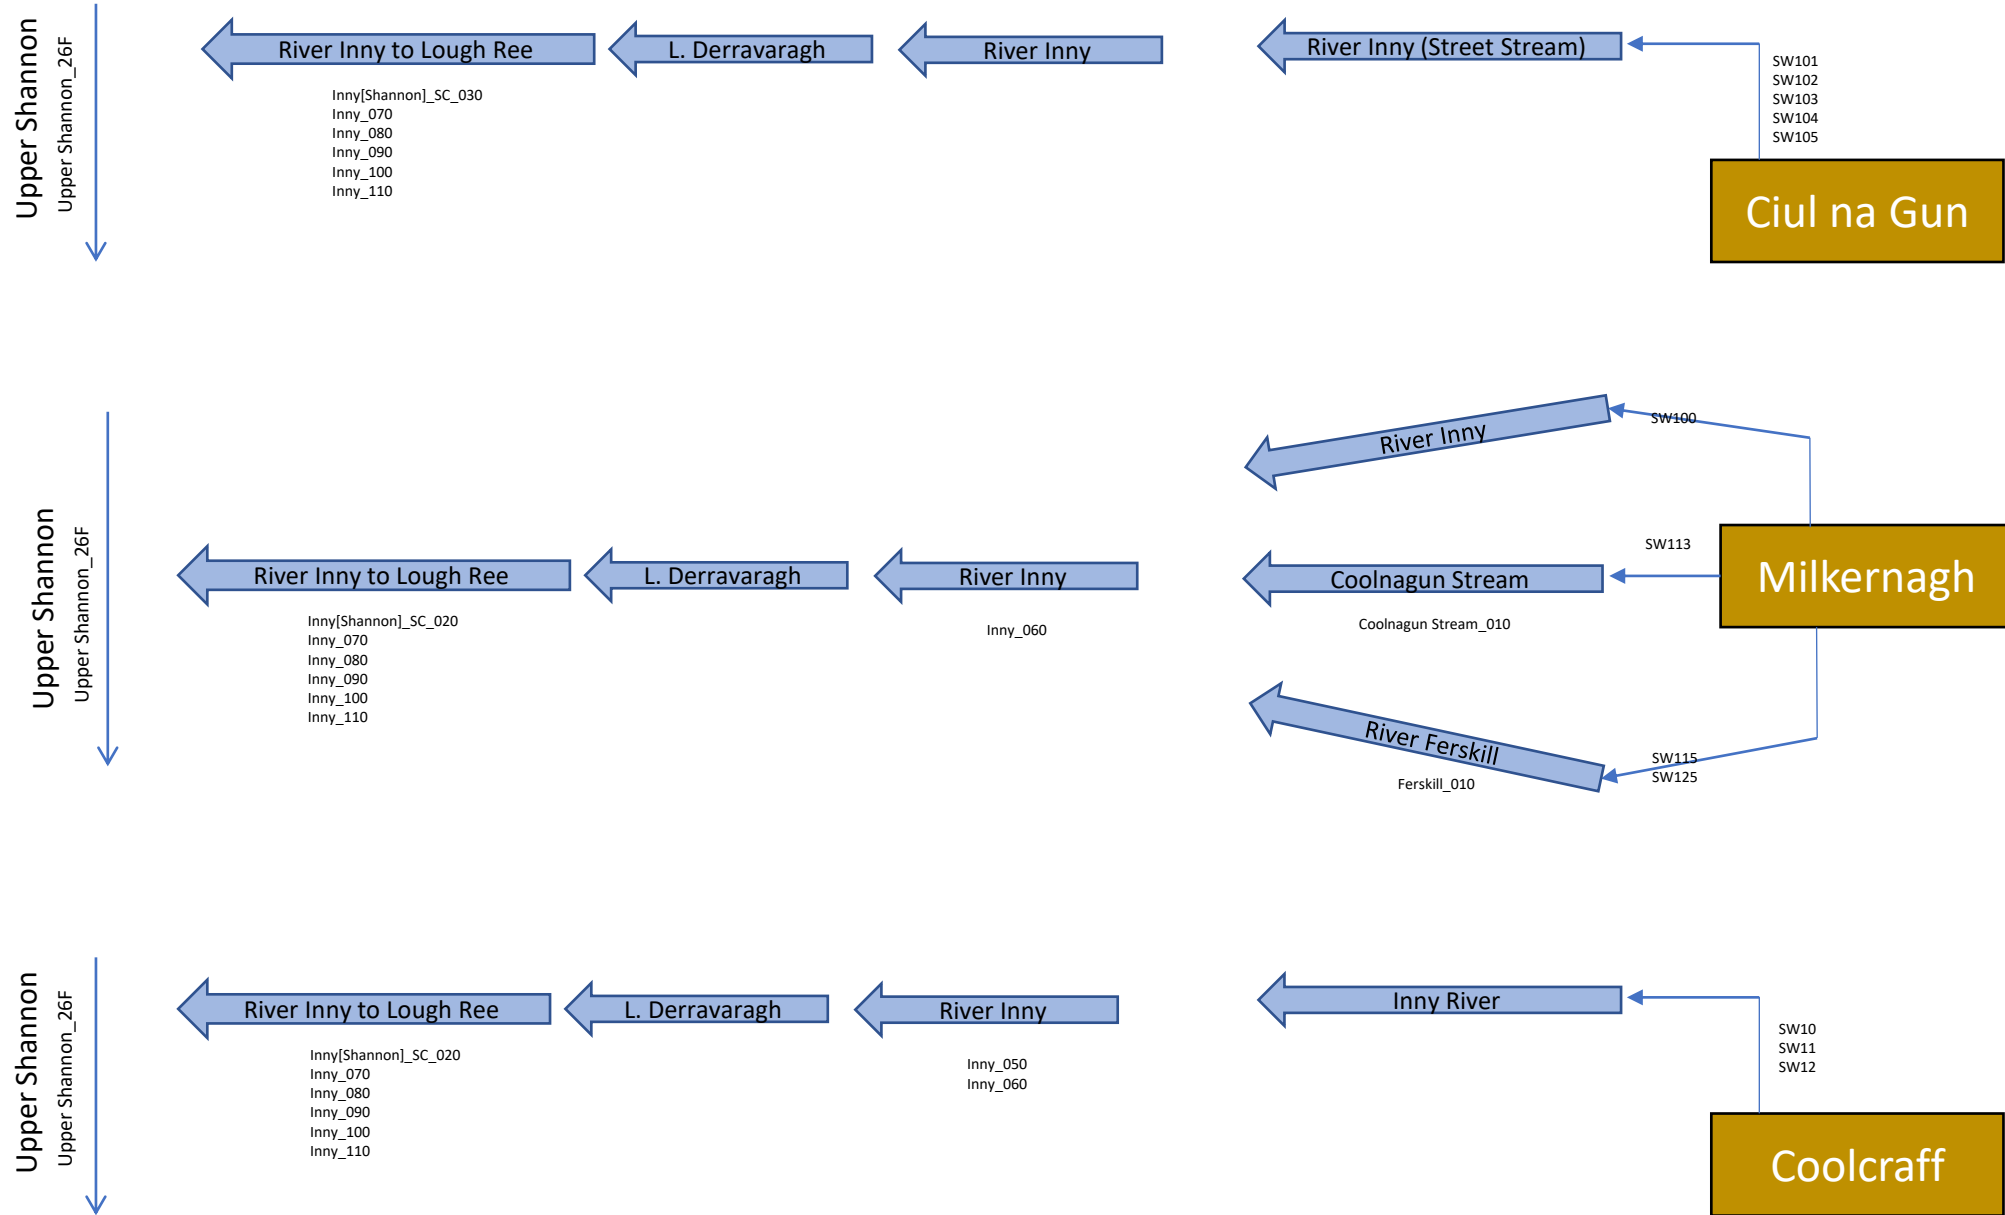 Upper Shannon
Upper Shannon_26F
River Inny to Lough Ree
L. Derravaragh
River Inny
River Inny (Street Stream)
Inny[Shannon]_SC_030
Inny_070
Inny_080
Inny_090
Inny_100
Inny_110
SW101
SW102
SW103
SW104
SW105
Ciul na Gun
Upper Shannon
Upper Shannon_26F
River Inny to Lough Ree
L. Derravaragh
River Inny
River Inny
Coolnagun Stream
River Ferskill
Inny[Shannon]_SC_020
Inny_070
Inny_080
Inny_090
Inny_100
Inny_110
Inny_060
Coolnagun Stream_010
Ferskill_010
SW100
SW113
SW115
SW125
Milkernagh
Upper Shannon
Upper Shannon_26F
River Inny to Lough Ree
L. Derravaragh
River Inny
Inny River
Inny[Shannon]_SC_020
Inny_070
Inny_080
Inny_090
Inny_100
Inny_110
Inny_050
Inny_060
SW10
SW11
SW12
Coolcraff